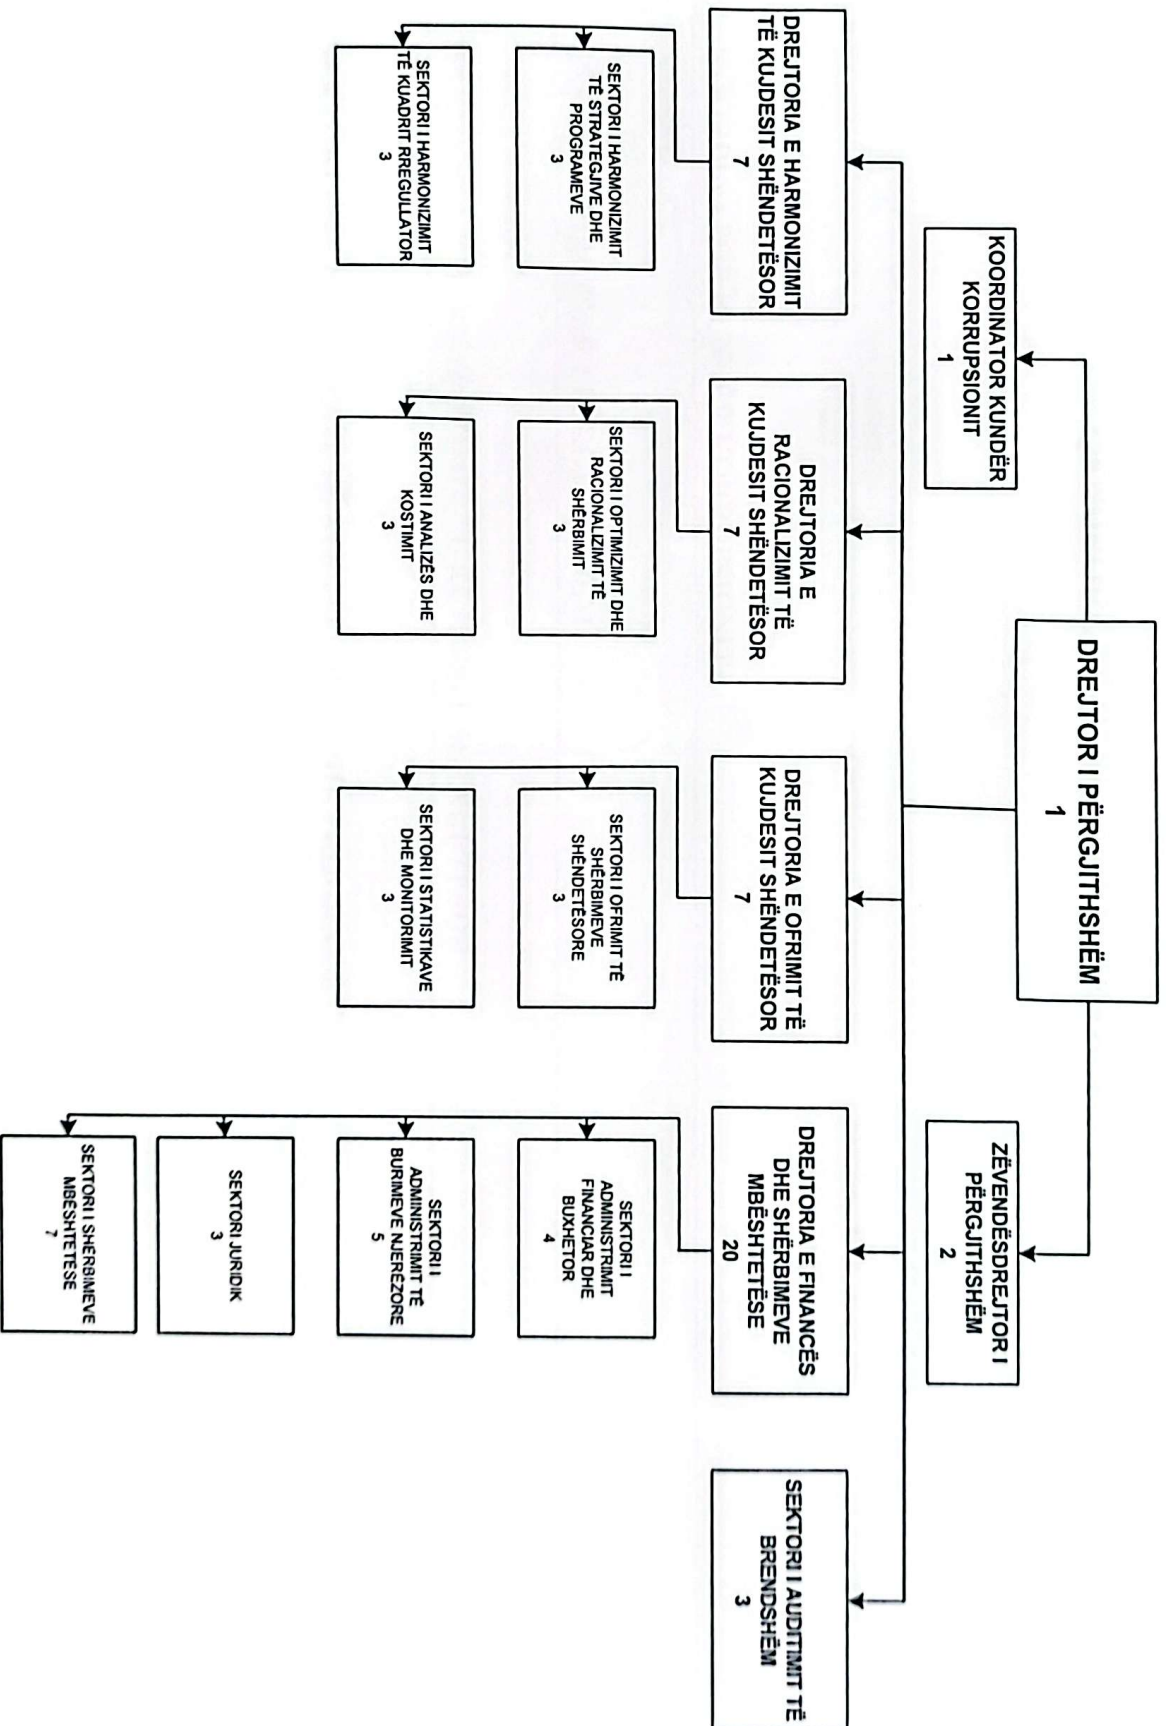 DREJTOR I PËRGJITHSHËM
1
KOORDINATOR KUNDËR
KORRUPSIONIT
1
ZËVENDËSDREJTOR I
PËRGJITHSHËM
2
DREJTORIA E HARMONIZIMIT
TË KUJDESIT SHËNDETËSOR
7
DREJTORIA E
RACIONALIZIMIT TË
KUJDESIT SHËNDETËSOR
7
DREJTORIA E OFRIMIT TË
KUJDESIT SHËNDETËSOR
7
DREJTORIA E FINANCËS
DHE SHËRBIMEVE
MBËSHTETËSE
20
SEKTORI I AUDITIMIT TË
BRENDSHËM
3
SEKTORI I HARMONIZIMIT
TË STRATEGJIVE DHE
PROGRAMEVE
3
SEKTORI I OPTIMIZIMIT DHE
RACIONALIZIMIT TË
SHËRBIMIT
3
SEKTORI I OFRIMIT TË
SHËRBIMEVE
SHËNDETËSORE
3
SEKTORI I
ADMINISTRIMIT
FINANCIAR DHE
BUXHETOR
4
SEKTORI I HARMONIZIMIT
TË KUADRIT RREGULLATOR
3
SEKTORI I ANALIZËS DHE
KOSTIMIT
3
SEKTORI I STATISTIKAVE
DHE MONITORIMIT
3
SEKTORI I
ADMINISTRIMIT TË
BURIMEVE NJERËZORE
5
SEKTORI JURIDIK
3
SEKTORI I SHËRBIMEVE
MBËSHTETËSE
7